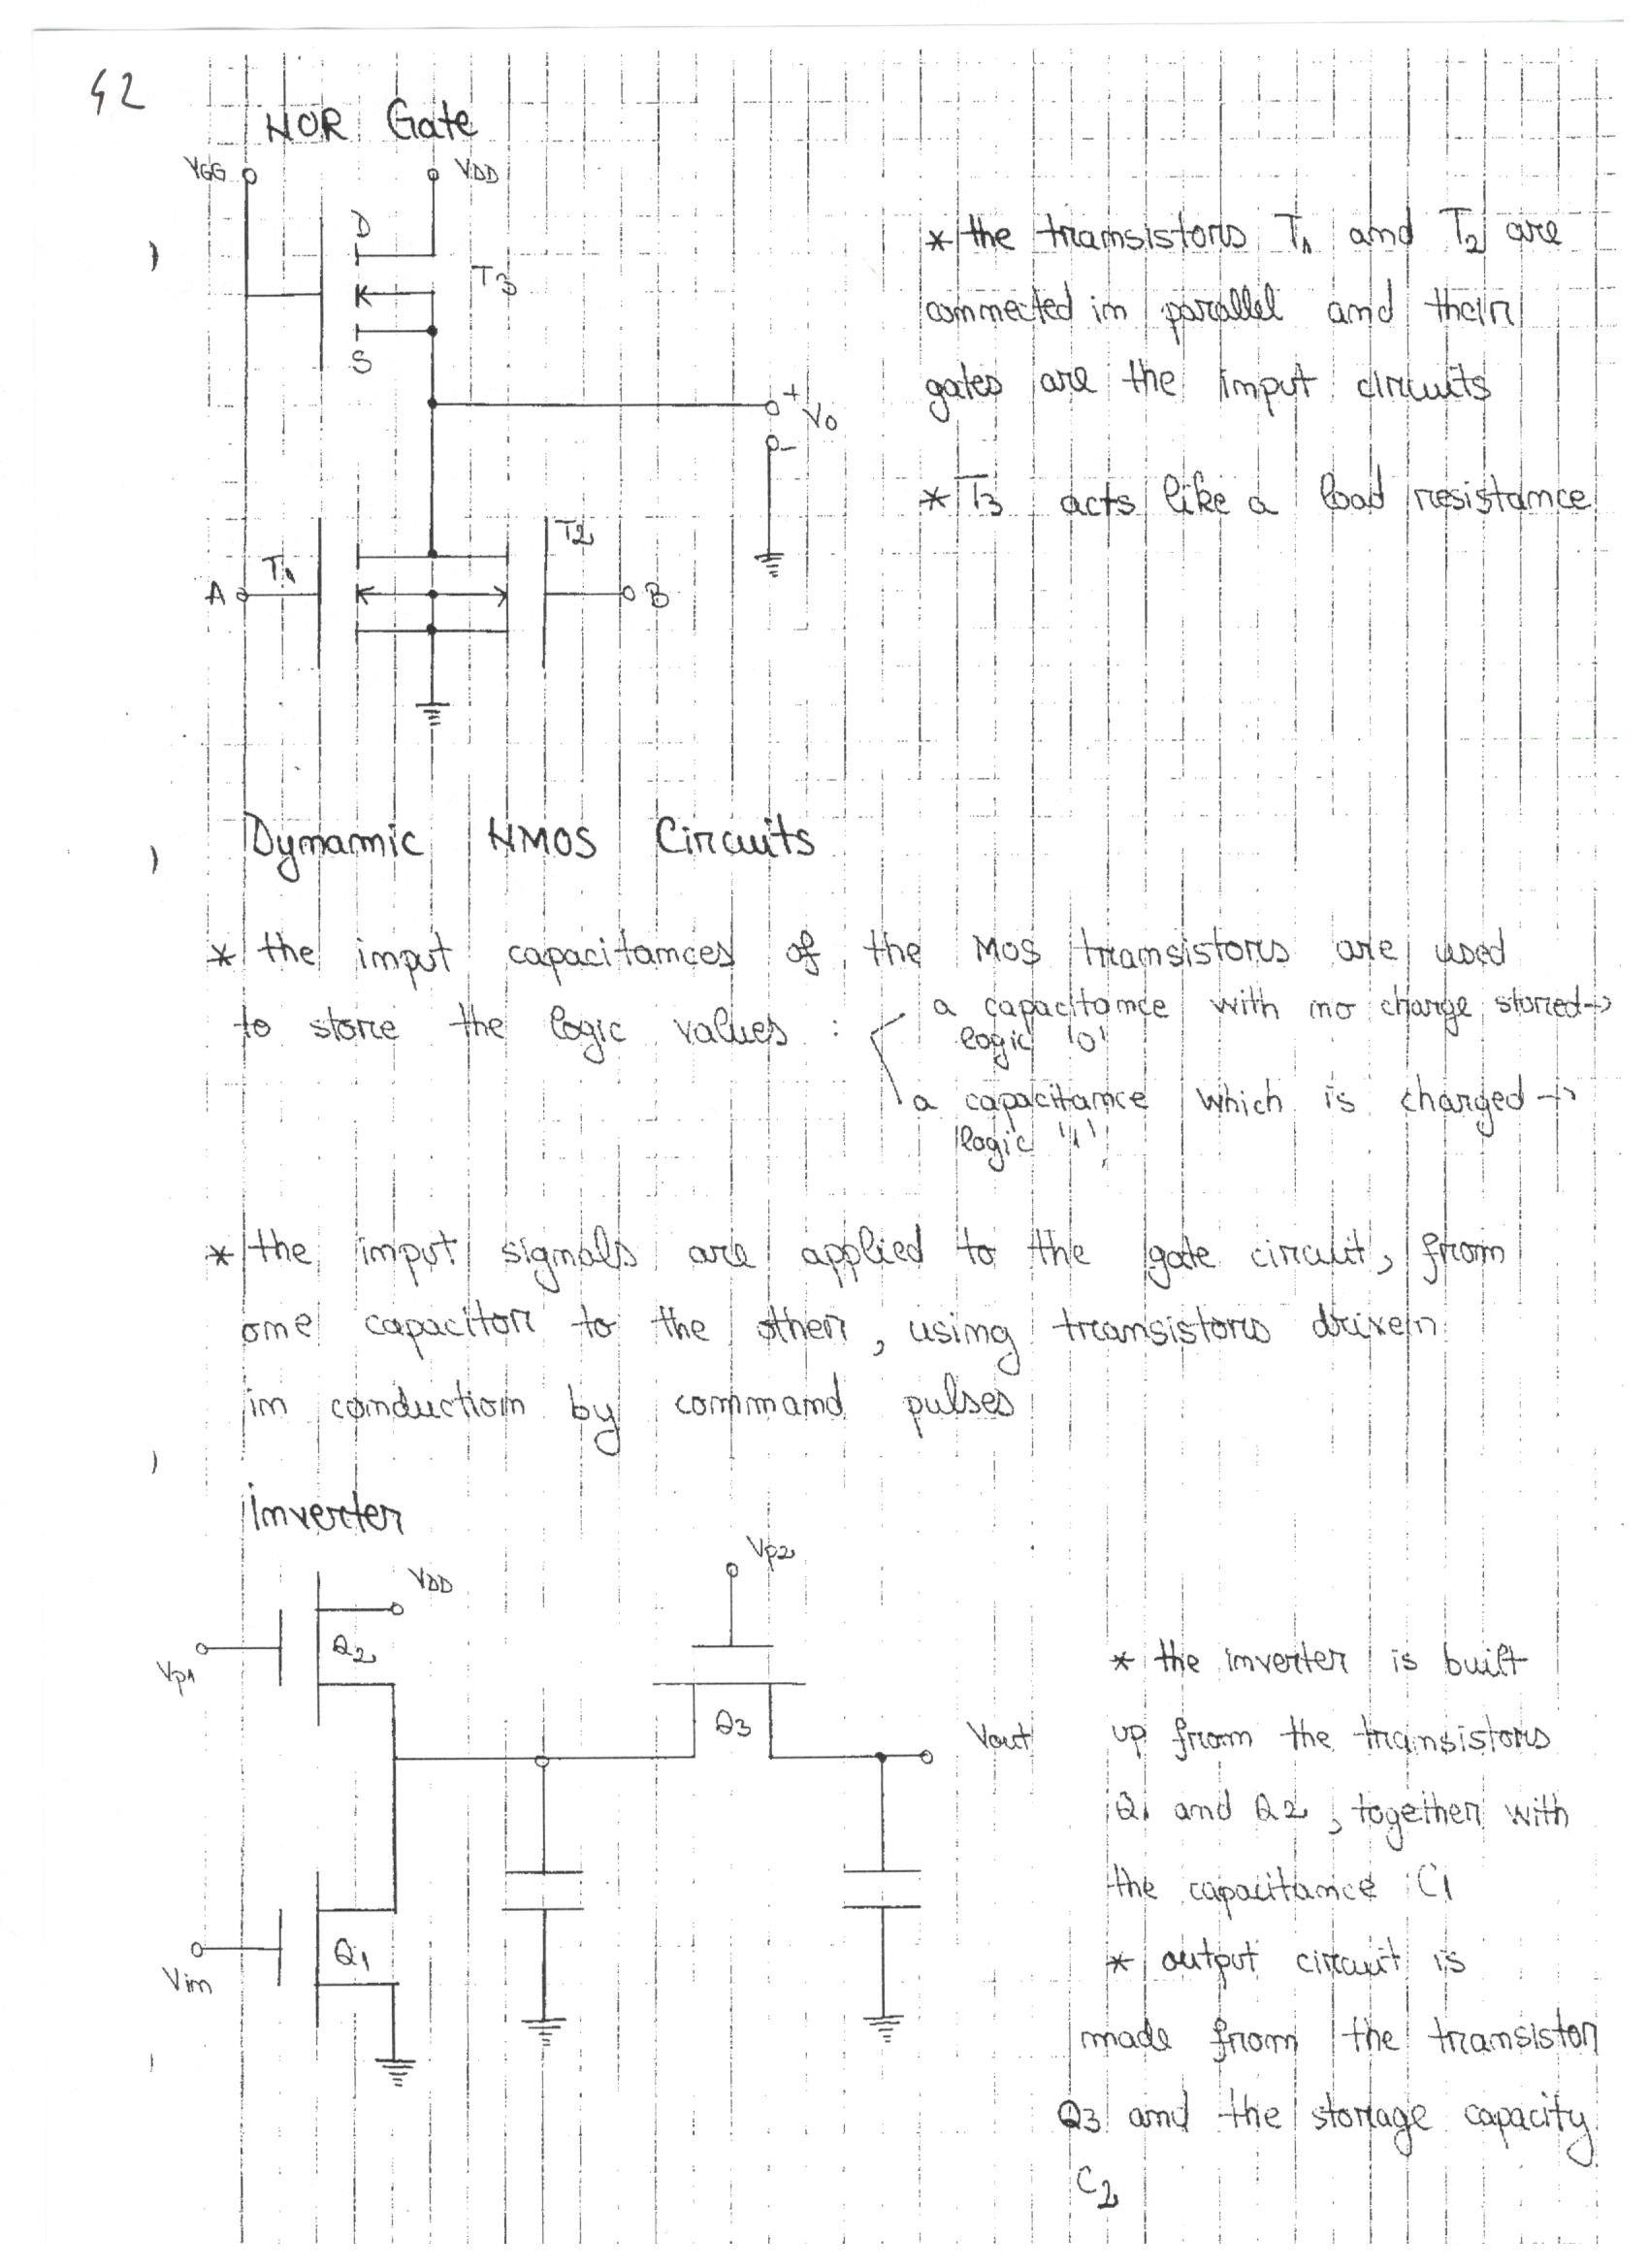 42
NOR Gate
VGG
VDD
D
T3
S
+
Vo
-
T1
T2
A
B
* the transistors T1 and T2 are
connected in parallel and their
gates are the input circuits
* T3 acts like a load resistance
Dynamic NMOS Circuits
* the input capacitances of the MOS transistors are used
to store the logic values :
a capacitance with no charge stored →
logic '0'
a capacitance which is charged →
logic '1'
* the input signals are applied to the gate circuit, from
one capacitor to the other, using transistors driven
in conduction by command pulses
Inverter
VDD
Vp2
Vp1
Q2
Q3
Vout
Vin
Q1
* the inverter is built
up from the transistors
Q1 and Q2, together with
the capacitance C1
* output circuit is
made from the transistor
Q3 and the storage capacity
C2